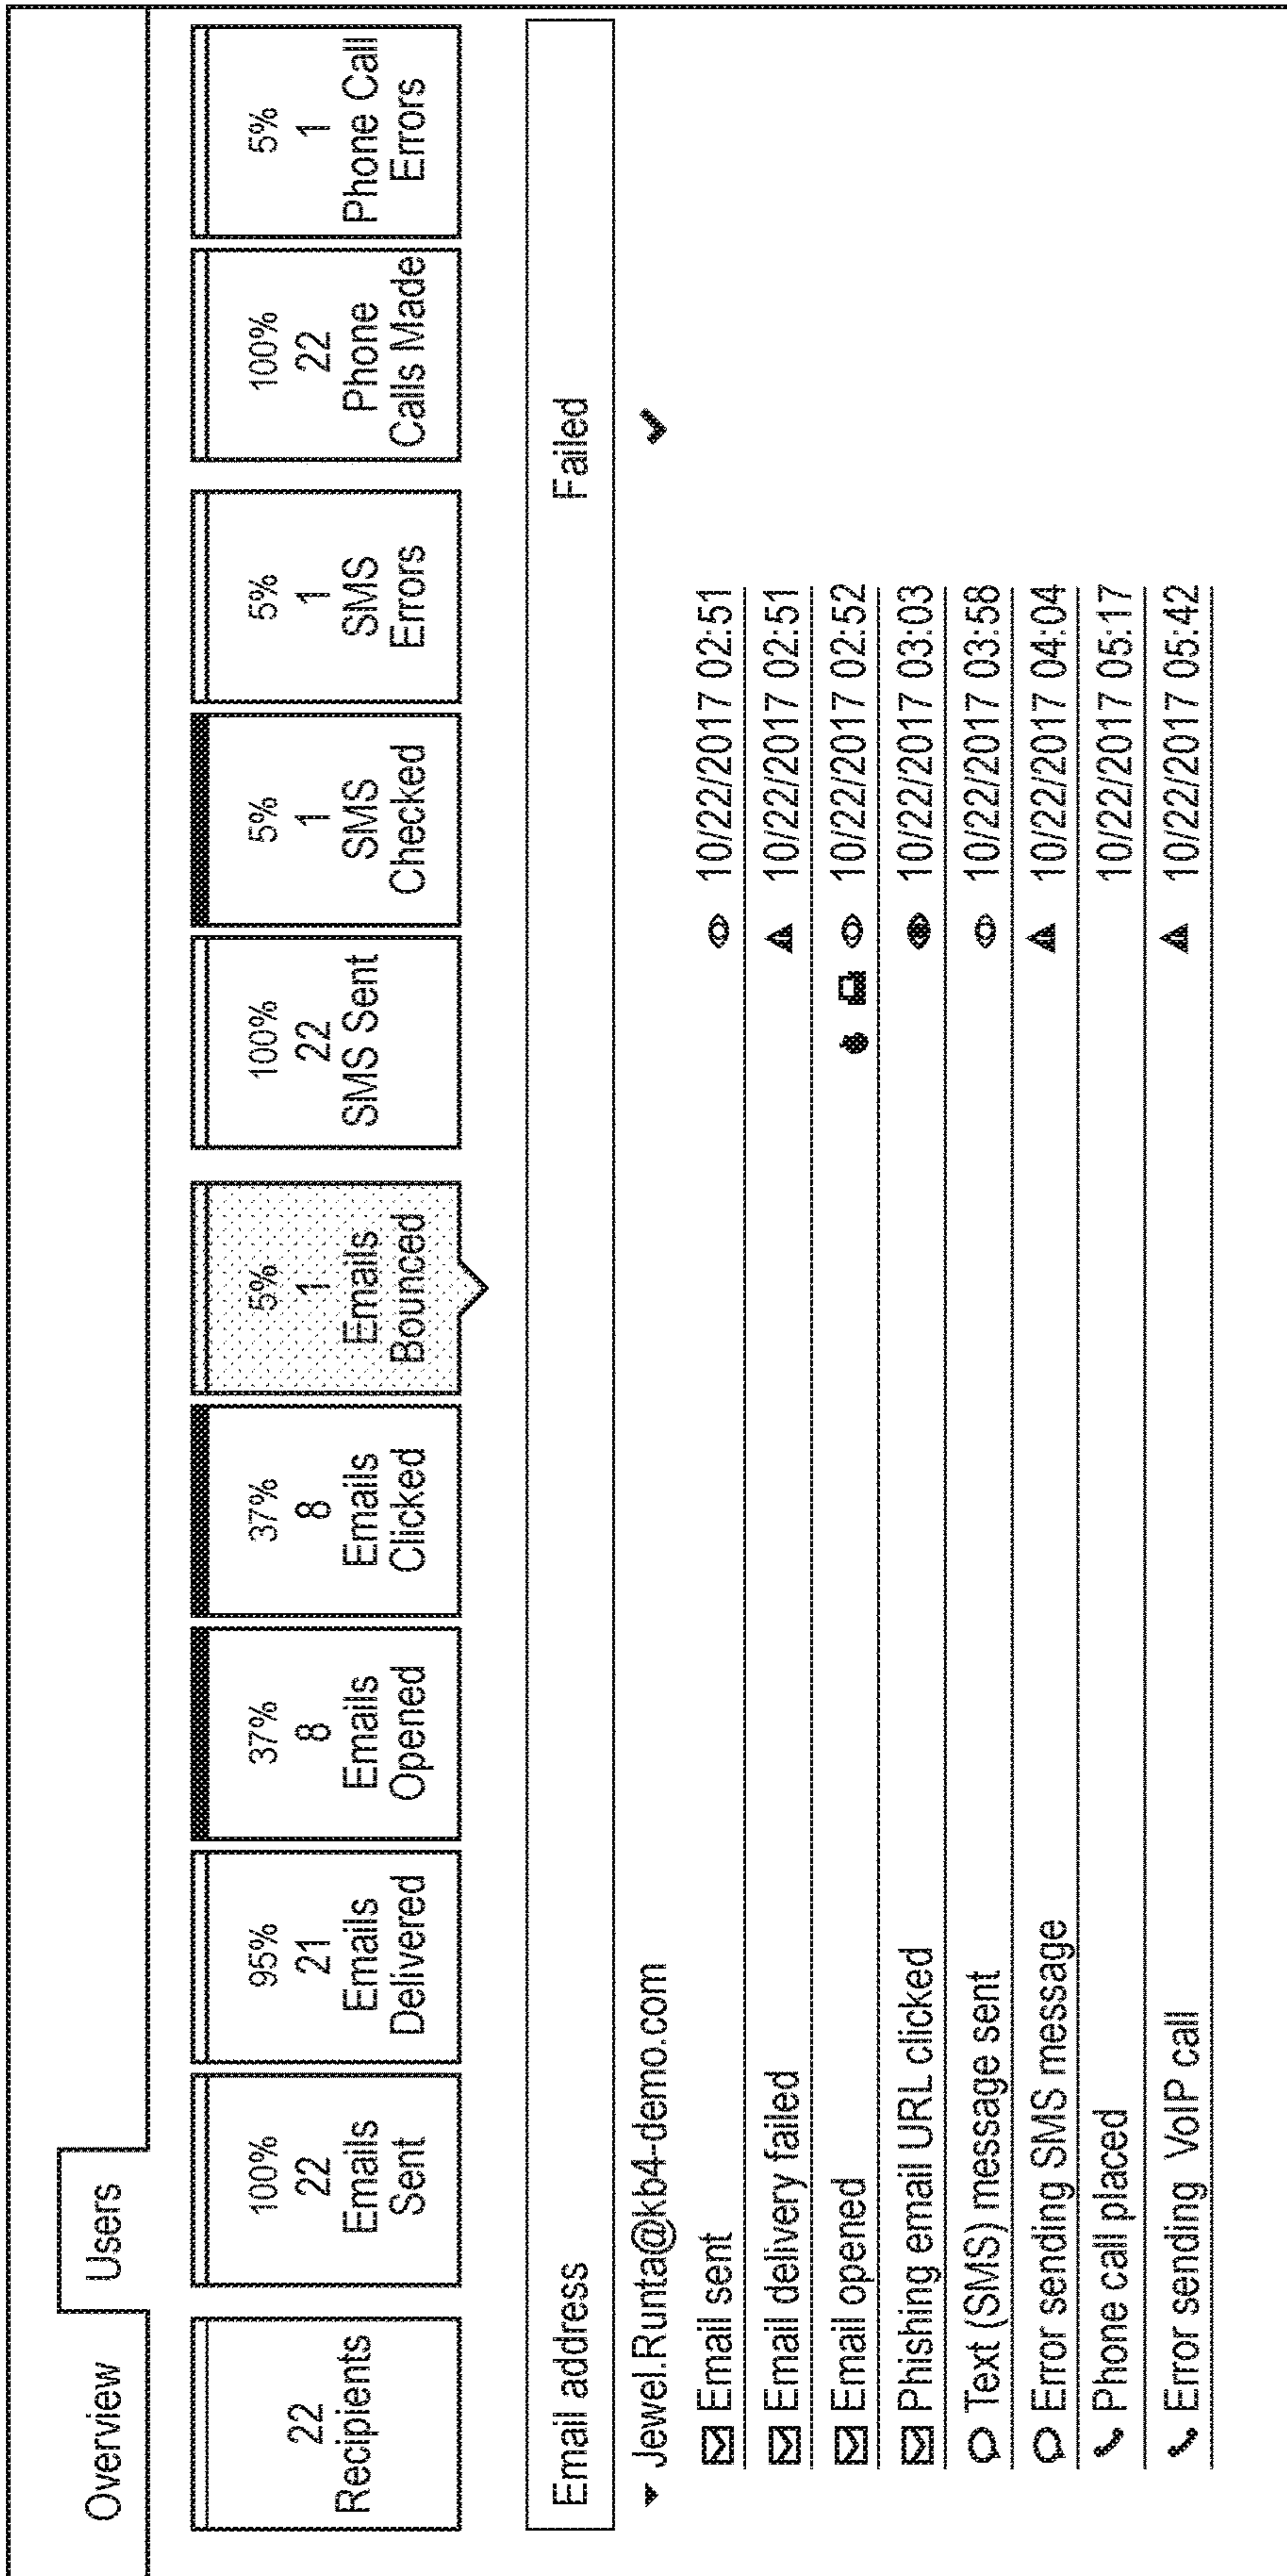 Overview
Users
22
Recipients
100%
22
Emails
Sent
95%
21
Emails
Delivered
37%
8
Emails
Opened
37%
8
Emails
Clicked
5%
1
Emails
Bounced
100%
22
SMS Sent
5%
1
SMS
Checked
5%
1
SMS
Errors
100%
22
Phone
Calls Made
5%
1
Phone Call
Errors
Email address Failed
Jewel.Runta@kb4-demo.com
Email sent 10/22/2017 02:51
Email delivery failed 10/22/2017 02:51
Email opened 10/22/2017 02:52
Phishing email URL clicked 10/22/2017 03:03
Text (SMS) message sent 10/22/2017 03:58
Error sending SMS message 10/22/2017 04:04
Phone call placed 10/22/2017 05:17
Error sending VoIP call 10/22/2017 05:42